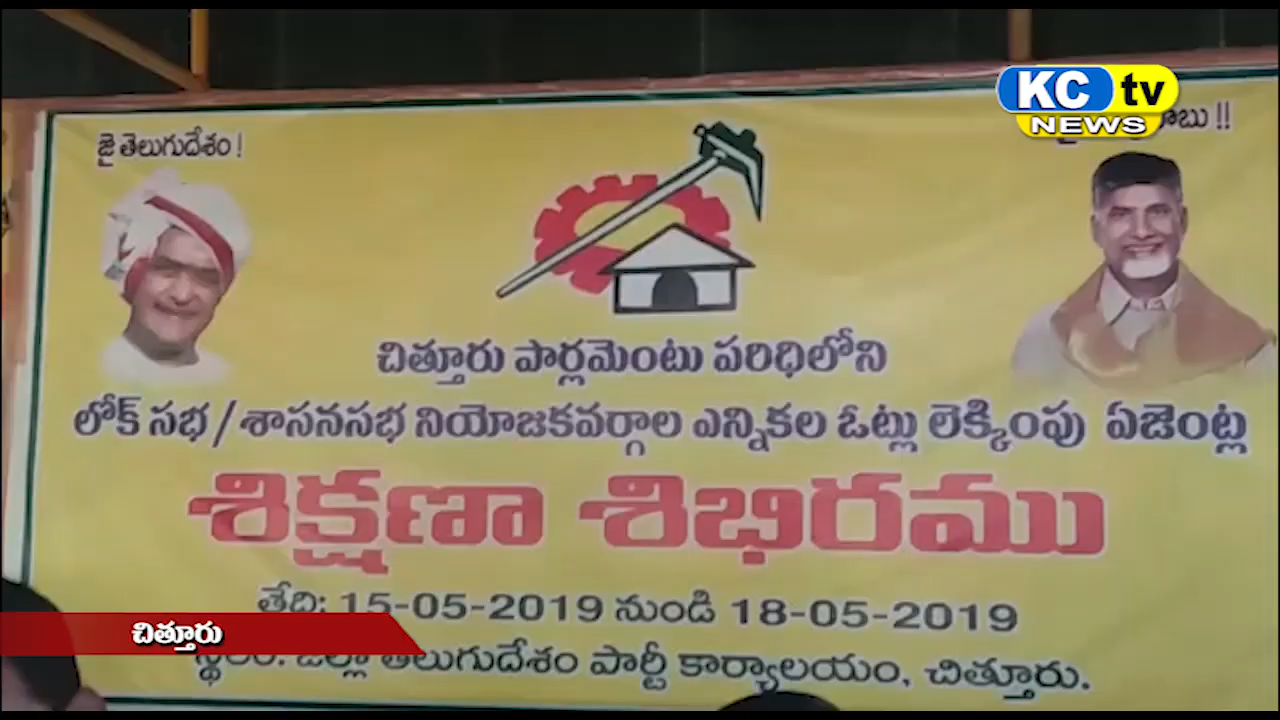 KC tv
NEWS
జై తెలుగుదేశం!
!!
చిత్తూరు పార్లమెంటు పరిధిలోని
లోక్ సభ/శాసనసభ నియోజకవర్గాల ఎన్నికల ఓట్లు లెక్కింపు ఏజెంట్ల
శిక్షణా శిబిరము
తేది: 15-05-2019 నుండి 18-05-2019
చిత్తూరు
తెలుగుదేశం పార్టీ కార్యాలయం, చిత్తూరు.